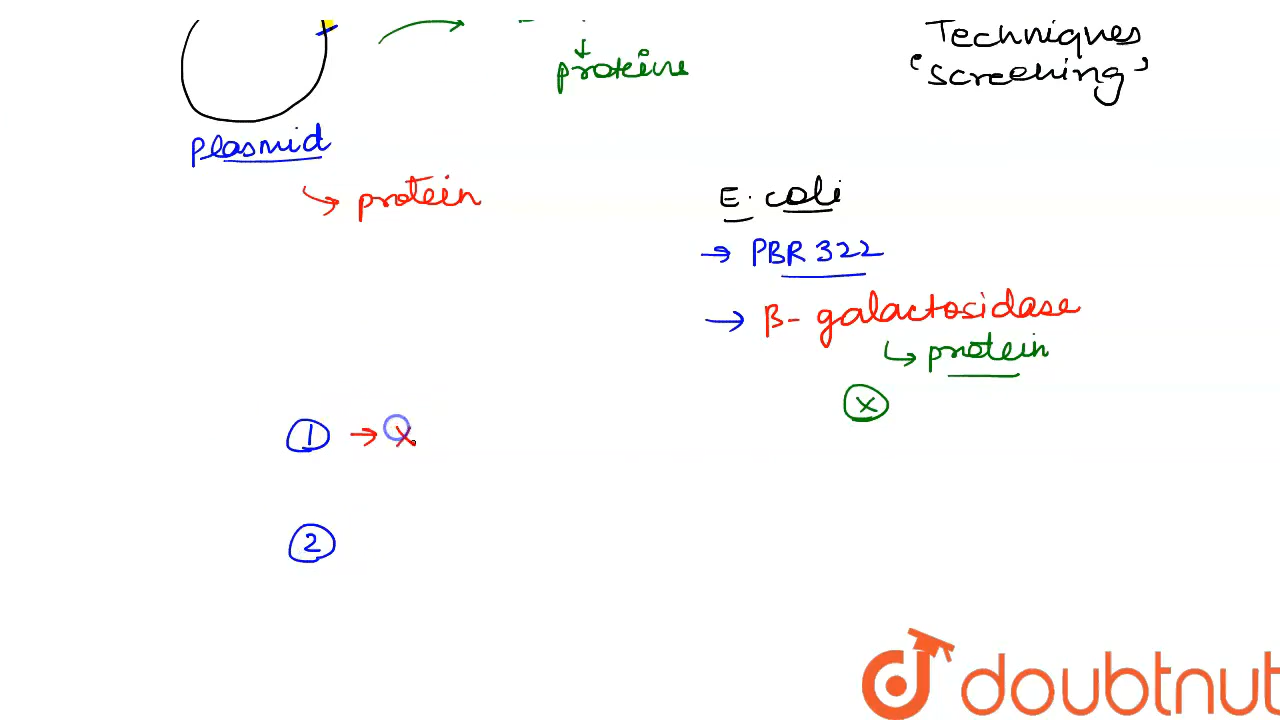 Techniques
proteins
'screening'
plasmid
↳ protein
E. coli
→ PBR 322
→ β- galactosidase
↳ protein
X
1 → X
2
doubtnut